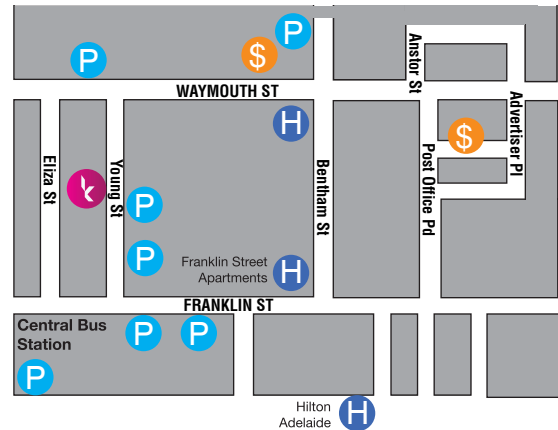 P
$
P
WAYMOUTH ST
Anstor St
H
Advertiser Pl
$
Eliza St
Young St
Bentham St
Post Office Pd
P
P
Franklin Street
Apartments
H
FRANKLIN ST
Central Bus
Station
P
P
P
Hilton
Adelaide
H